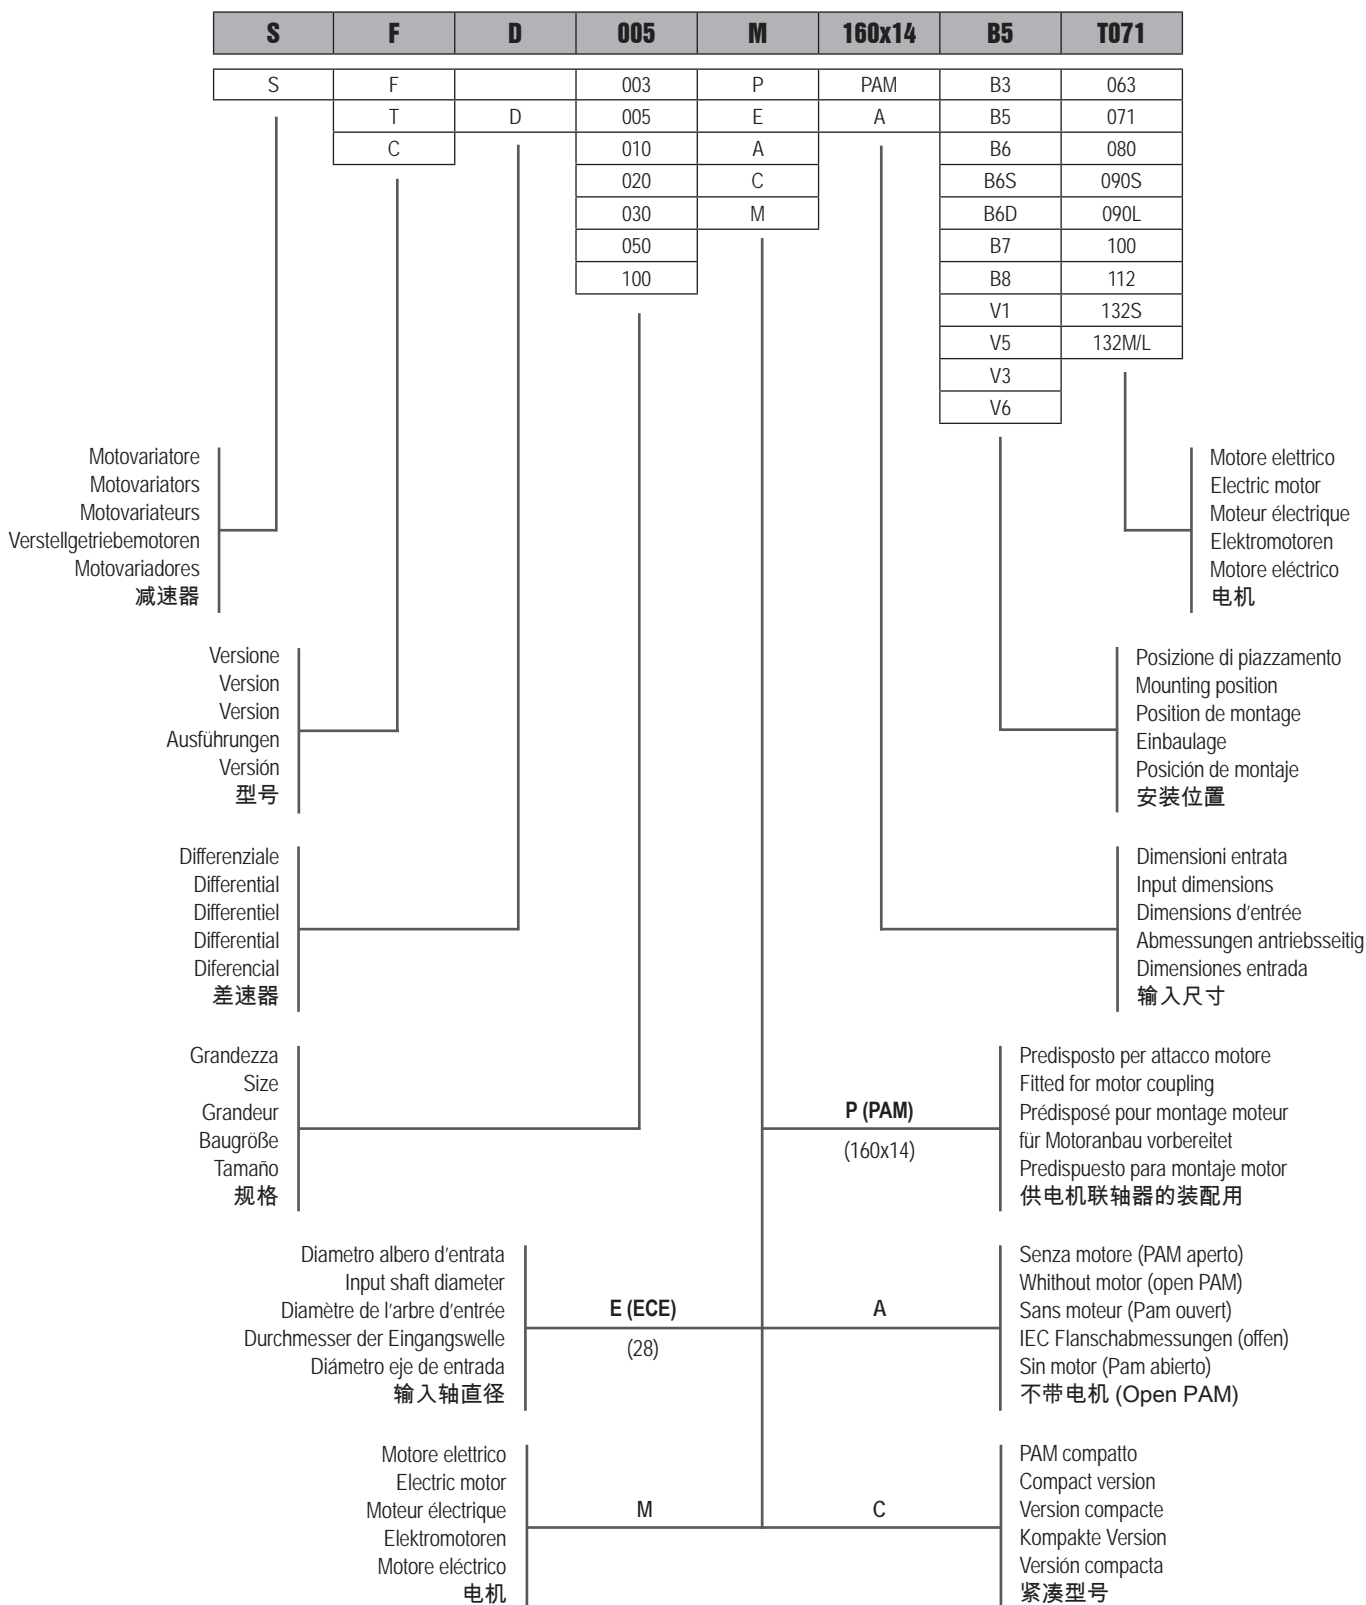 S F D 005 M 160x14 B5 T071
S F 003 P PAM B3 063
T D 005 E A B5 071
C 010 A B6 080
020 C B6S 090S
030 M B6D 090L
050 B7 100
100 B8 112
V1 132S
V5 132M/L
V3
V6
Motovariatore
Motovariators
Motovariateurs
Verstellgetriebemotoren
Motovariadores
减速器
Motore elettrico
Electric motor
Moteur électrique
Elektromotoren
Motore eléctrico
电机
Versione
Version
Version
Ausführungen
Versión
型号
Posizione di piazzamento
Mounting position
Position de montage
Einbaulage
Posición de montaje
安装位置
Differenziale
Differential
Differentiel
Differential
Diferencial
差速器
Dimensioni entrata
Input dimensions
Dimensions d’entrée
Abmessungen antriebsseitig
Dimensiones entrada
输入尺寸
Grandezza
Size
Grandeur
Baugröße
Tamaño
规格
P (PAM)
(160x14)
Predisposto per attacco motore
Fitted for motor coupling
Prédisposé pour montage moteur
für Motoranbau vorbereitet
Predispuesto para montaje motor
供电机联轴器的装配用
Diametro albero d’entrata
Input shaft diameter
Diamètre de l’arbre d’entrée
Durchmesser der Eingangswelle
Diámetro eje de entrada
输入轴直径
E (ECE)
(28)
A
Senza motore (PAM aperto)
Whithout motor (open PAM)
Sans moteur (Pam ouvert)
IEC Flanschabmessungen (offen)
Sin motor (Pam abierto)
不带电机 (Open PAM)
Motore elettrico
Electric motor
Moteur électrique
Elektromotoren
Motore eléctrico
电机
M
C
PAM compatto
Compact version
Version compacte
Kompakte Version
Versión compacta
紧凑型号